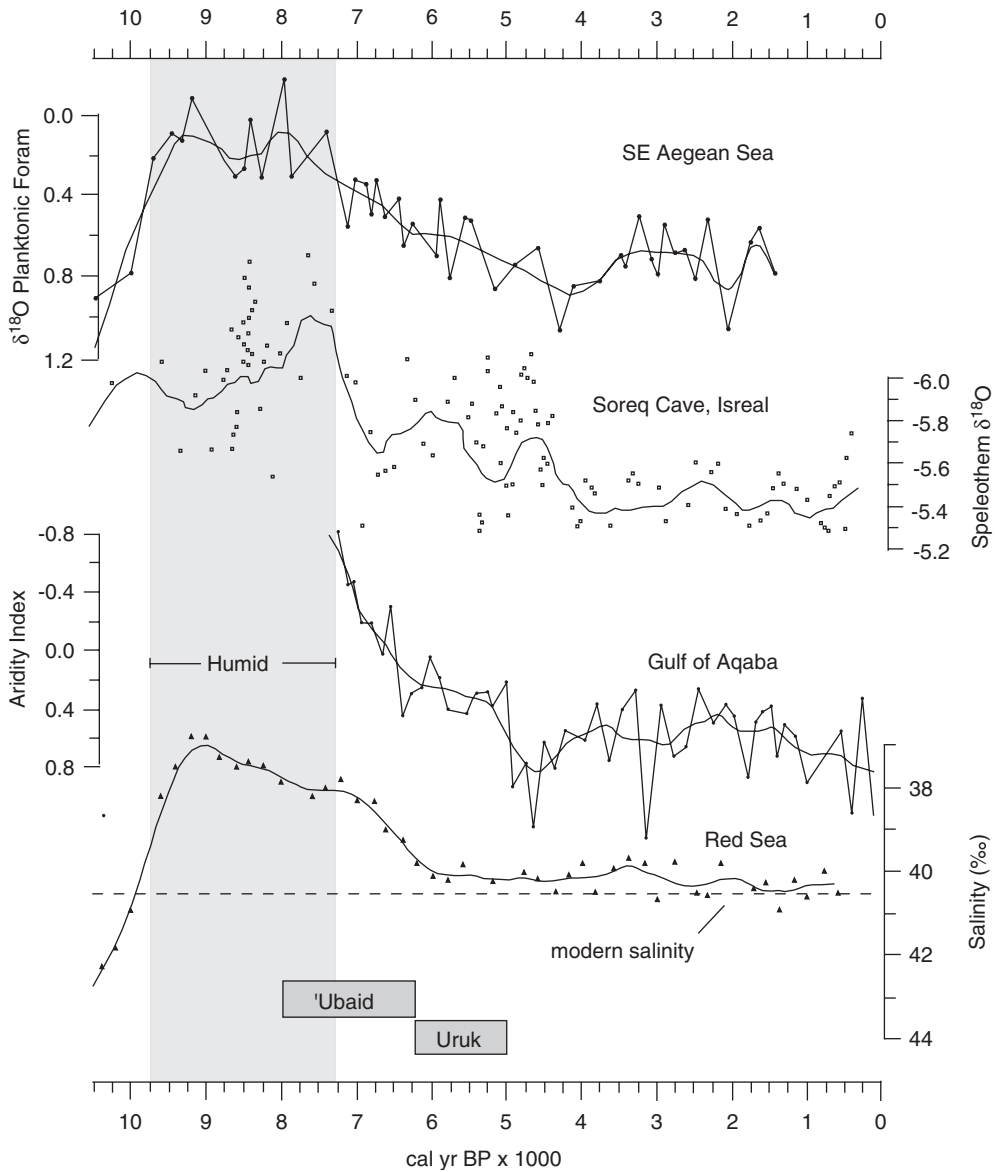 10 9 8 7 6 5 4 3 2 1 0
0.0
0.4
0.8
1.2
δ18O Planktonic Foram
SE Aegean Sea
Soreq Cave, Isreal
-6.0
-5.8
-5.6
-5.4
-5.2
Speleothem δ18O
-0.8
-0.4
0.0
0.4
0.8
Aridity Index
Humid
Gulf of Aqaba
Red Sea
38
40
42
44
Salinity (‰)
modern salinity
'Ubaid
Uruk
10 9 8 7 6 5 4 3 2 1 0
cal yr BP x 1000